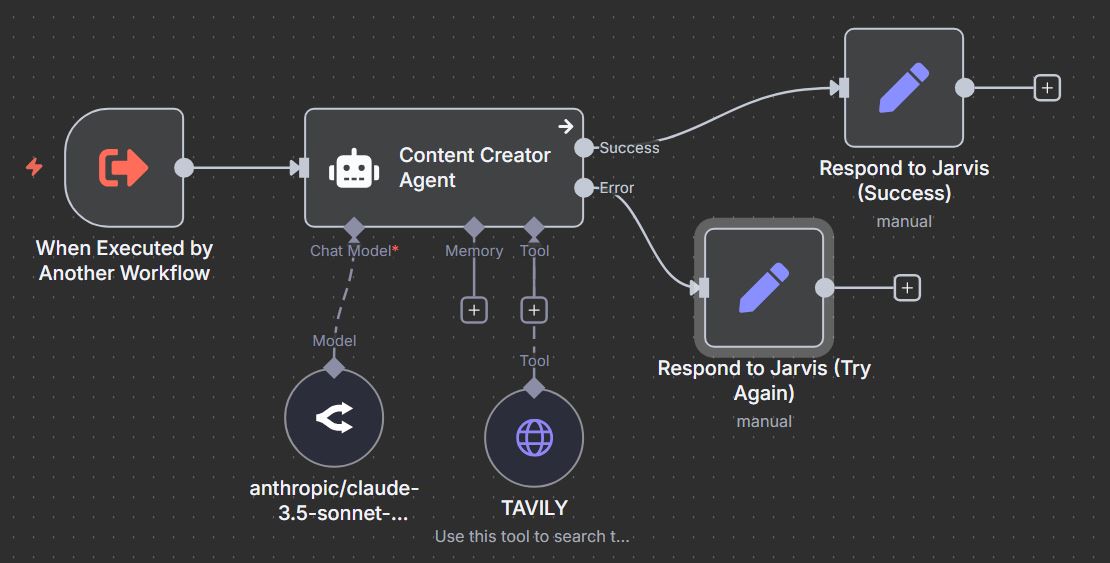 Success
Error
Content Creator
Agent
When Executed by
Another Workflow
Chat Model*
Memory
Tool
Respond to Jarvis
(Success)
manual
Model
Tool
Respond to Jarvis (Try
Again)
manual
anthropic/claude-
3.5-sonnet-...
TAVILY
Use this tool to search t...